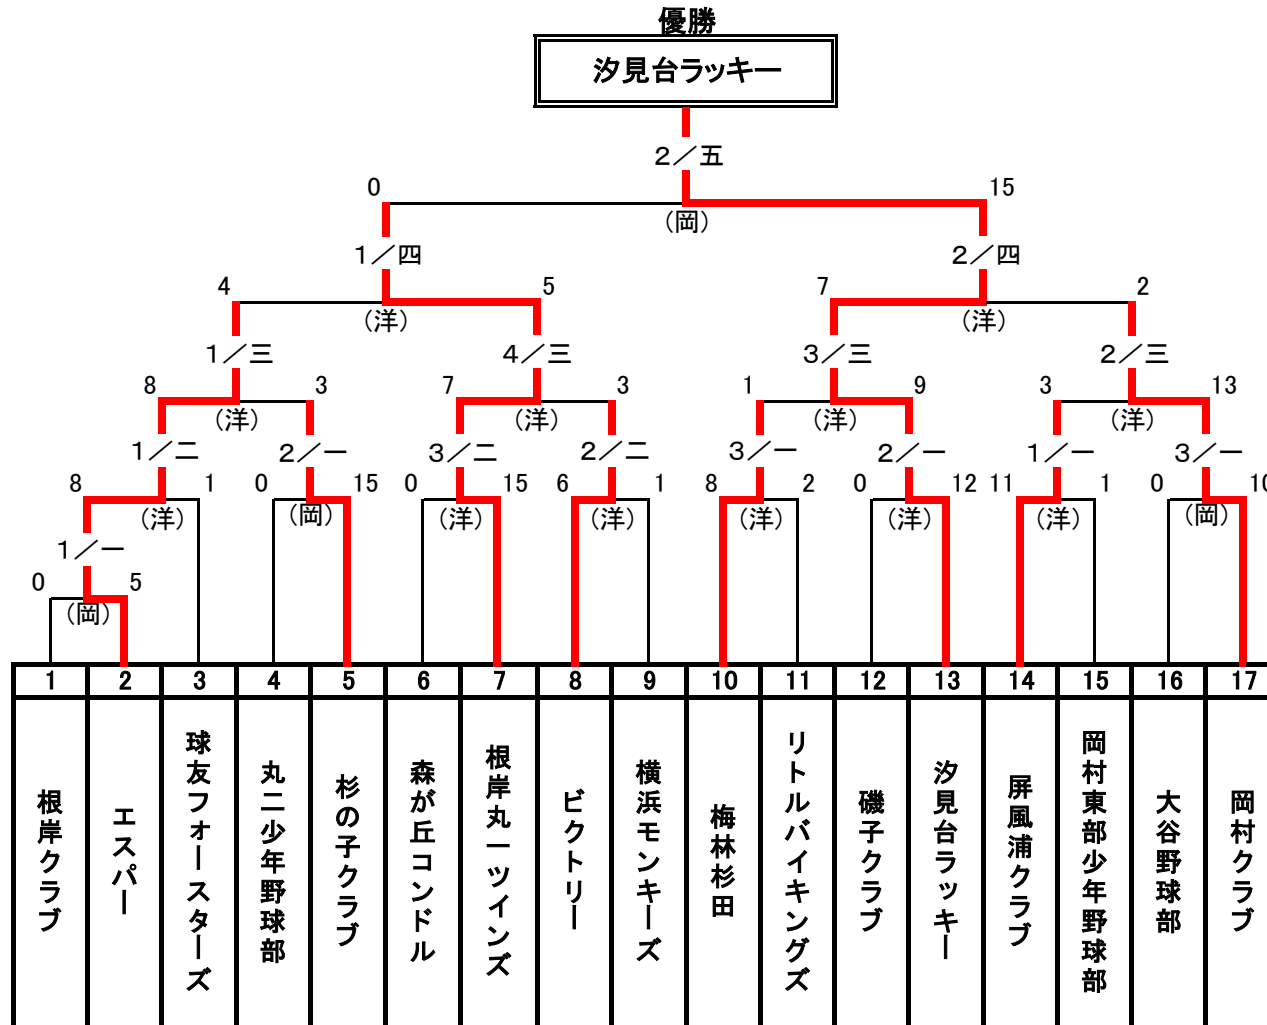 優勝
汐見台ラッキー
2／五
0 15
(岡)
1／四 2／四
4 5 7 2
(洋) (洋)
1／三 4／三 3／三 2／三
8 3 7 3 1 9 3 13
(洋) (洋) (洋) (洋)
1／二 2／一 3／二 2／二 3／一 2／一 1／一 3／一
8 1 0 15 0 15 6 1 8 2 0 12 11 1 0 10
(洋) (岡) (洋) (洋) (洋) (洋) (洋) (岡)
1／一
0 5
(岡)
1 2 3 4 5 6 7 8 9 10 11 12 13 14 15 16 17
根岸クラブ
エスパー
球友フォースターズ
丸二少年野球部
杉の子クラブ
森が丘コンドル
根岸丸一ツインズ
ビクトリー
横浜モンキーズ
梅林杉田
リトルバイキングズ
磯子クラブ
汐見台ラッキー
屏風浦クラブ
岡村東部少年野球部
大谷野球部
岡村クラブ